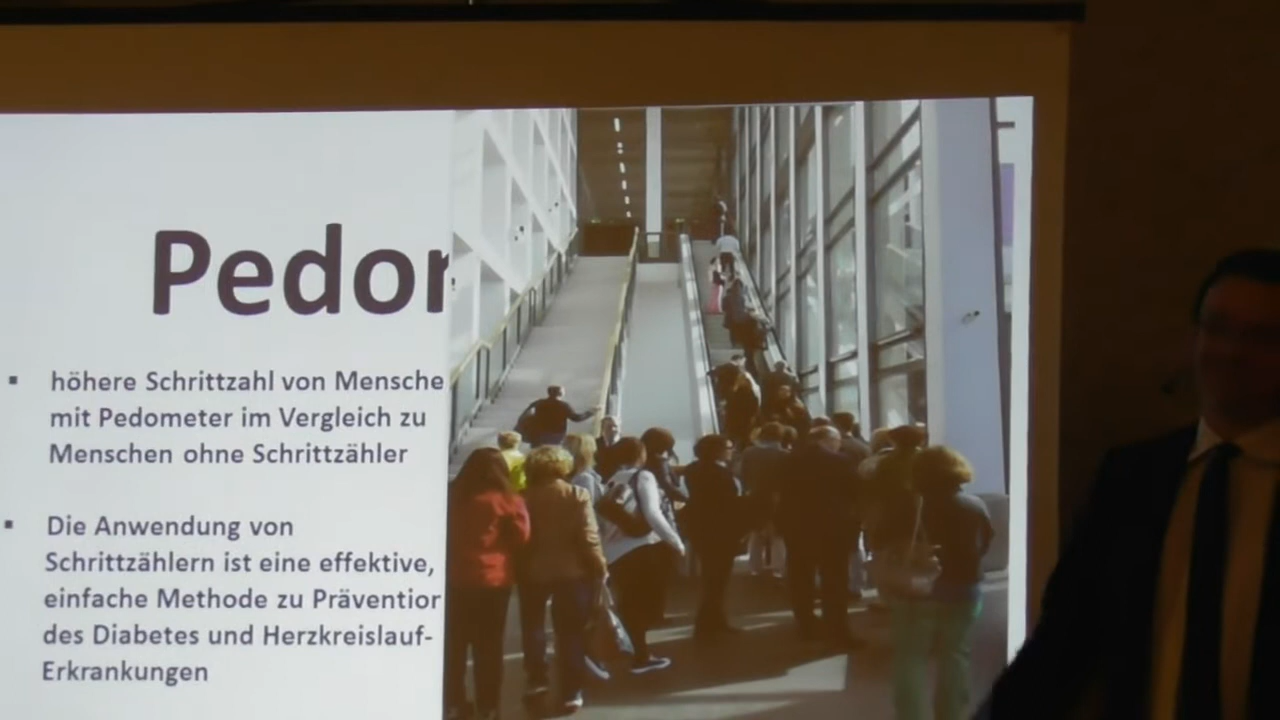 Pedor
▪ höhere Schrittzahl von Mensche
mit Pedometer im Vergleich zu
Menschen ohne Schrittzähler
▪ Die Anwendung von
Schrittzählern ist eine effektive,
einfache Methode zu Prävention
des Diabetes und Herzkreislauf-
Erkrankungen